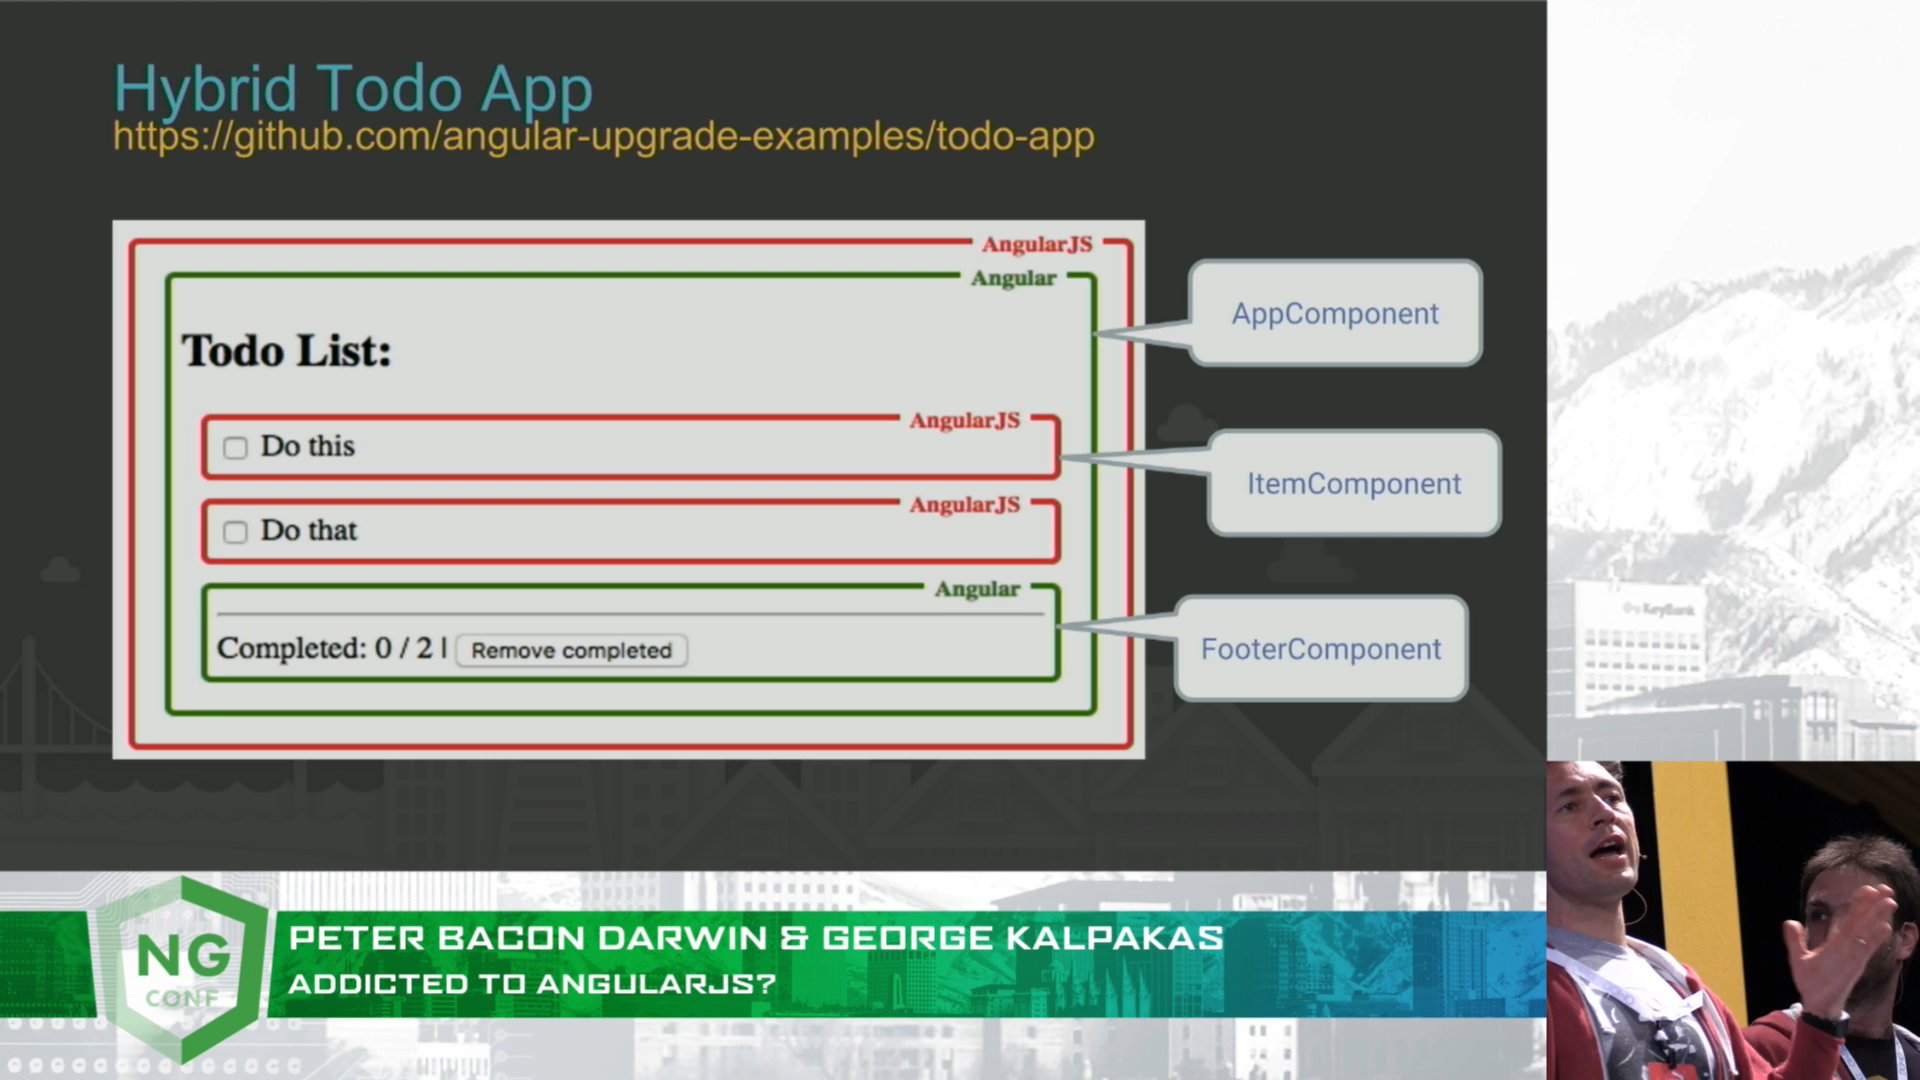 Hybrid Todo App
https://github.com/angular-upgrade-examples/todo-app
AngularJS
Angular
AppComponent
Todo List:
AngularJS
Do this
ItemComponent
AngularJS
Do that
Angular
Completed: 0 / 2 | Remove completed
FooterComponent
KeyBank
NG
CONF
PETER BACON DARWIN & GEORGE KALPAKAS
ADDICTED TO ANGULARJS?